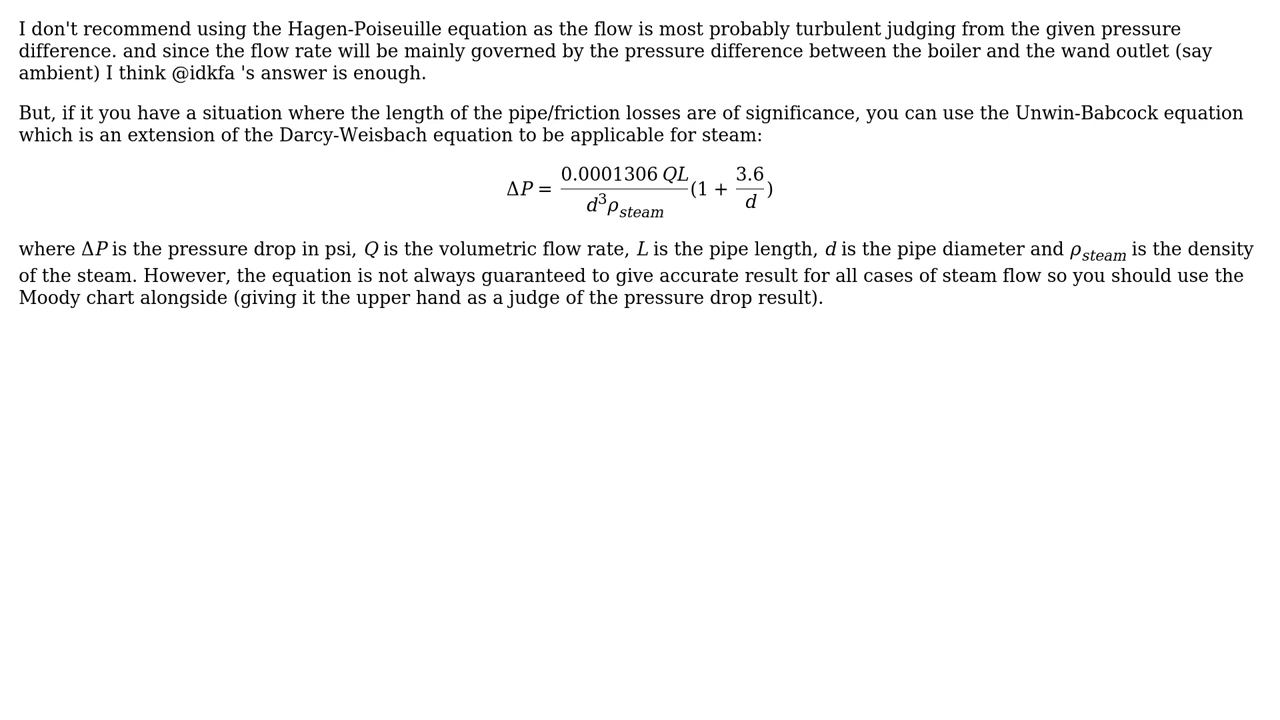 I don't recommend using the Hagen-Poiseuille equation as the flow is most probably turbulent judging from the given pressure
difference. and since the flow rate will be mainly governed by the pressure difference between the boiler and the wand outlet (say
ambient) I think @idkfa 's answer is enough.
But, if it you have a situation where the length of the pipe/friction losses are of significance, you can use the Unwin-Babcock equation
which is an extension of the Darcy-Weisbach equation to be applicable for steam:
ΔP = \frac{0.0001306 QL}{d^3 ρ_{steam}}(1 + \frac{3.6}{d})
where ΔP is the pressure drop in psi, Q is the volumetric flow rate, L is the pipe length, d is the pipe diameter and ρ_{steam} is the density
of the steam. However, the equation is not always guaranteed to give accurate result for all cases of steam flow so you should use the
Moody chart alongside (giving it the upper hand as a judge of the pressure drop result).